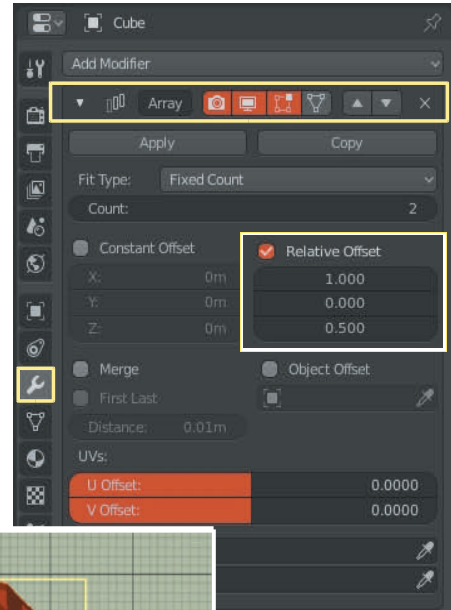 Cube
Add Modifier
Array
Apply Copy
Fit Type: Fixed Count
Count: 2
Constant Offset Relative Offset
X: 0m 1.000
Y: 0m 0.000
Z: 0m 0.500
Merge Object Offset
First Last
Distance: 0.01m
UVs:
U Offset: 0.0000
V Offset: 0.0000